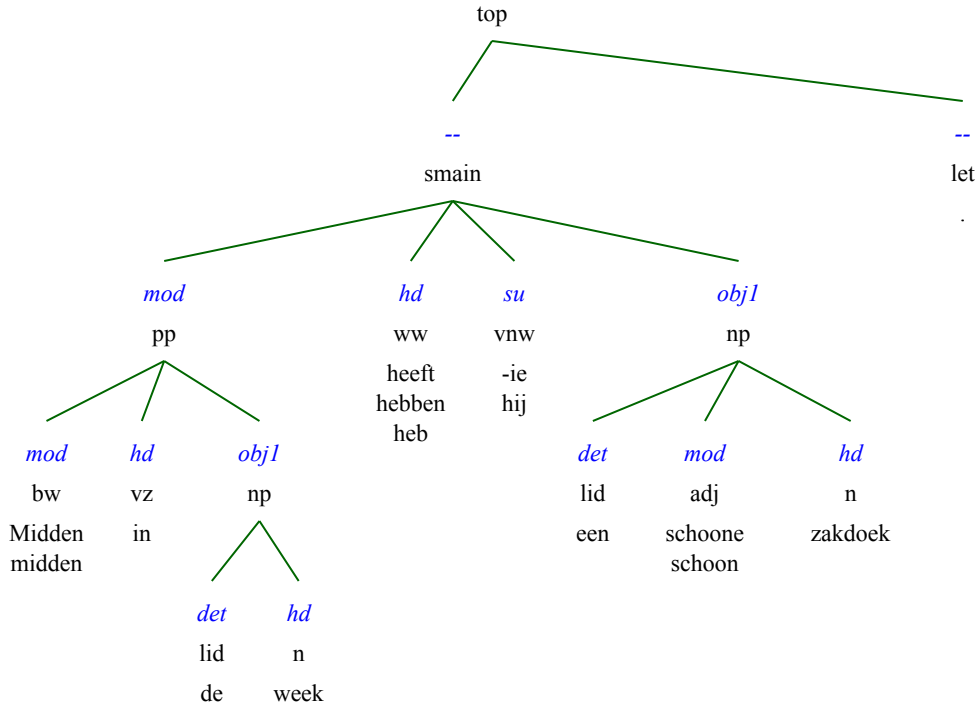 top
-- --
smain let
.
mod hd su obj1
pp ww vnw np
heeft -ie
hebben hij
heb
mod hd obj1 det mod hd
bw vz np lid adj n
Midden in een schoone zakdoek
midden schoon
det hd
lid n
de week